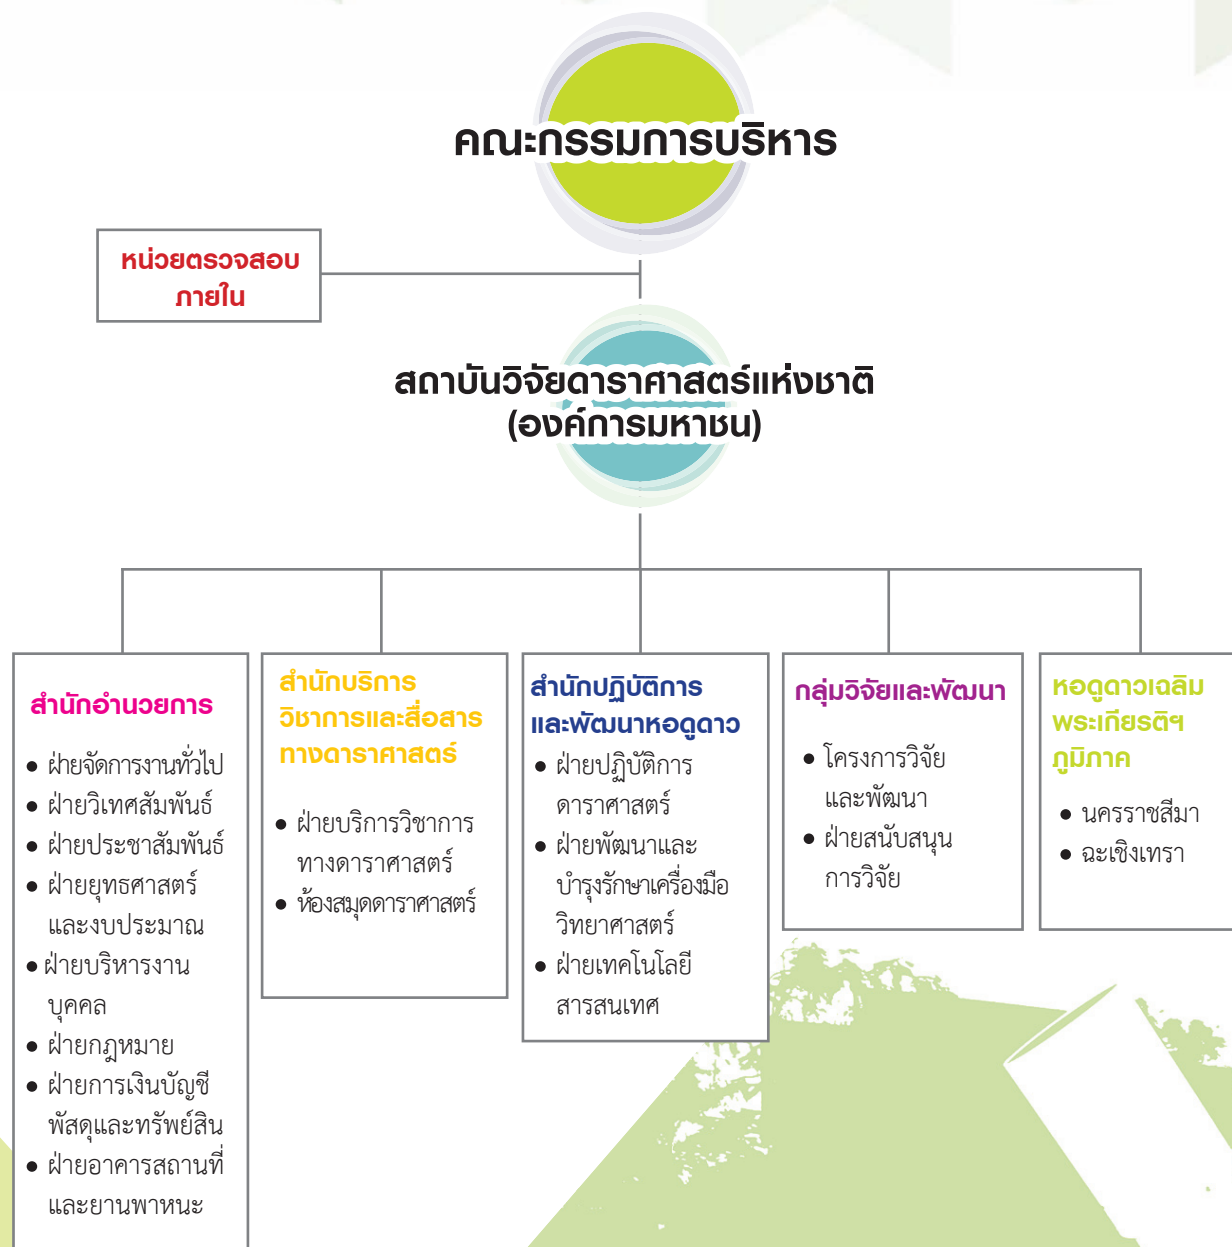 คณะกรรมการบริหาร
หน่วยตรวจสอบ
ภายใน
สถาบันวิจัยดาราศาสตร์แห่งชาติ
(องค์การมหาชน)
สำนักอำนวยการ
● ฝ่ายจัดการงานทั่วไป
● ฝ่ายวิเทศสัมพันธ์
● ฝ่ายประชาสัมพันธ์
● ฝ่ายยุทธศาสตร์
และงบประมาณ
● ฝ่ายบริหารงาน
บุคคล
● ฝ่ายกฎหมาย
● ฝ่ายการเงินบัญชี
พัสดุและทรัพย์สิน
● ฝ่ายอาคารสถานที่
และยานพาหนะ
สำนักบริการ
วิชาการและสื่อสาร
ทางดาราศาสตร์
● ฝ่ายบริการวิชาการ
ทางดาราศาสตร์
● ห้องสมุดดาราศาสตร์
สำนักปฏิบัติการ
และพัฒนาหอดูดาว
● ฝ่ายปฏิบัติการ
ดาราศาสตร์
● ฝ่ายพัฒนาและ
บำรุงรักษาเครื่องมือ
วิทยาศาสตร์
● ฝ่ายเทคโนโลยี
สารสนเทศ
กลุ่มวิจัยและพัฒนา
● โครงการวิจัย
และพัฒนา
● ฝ่ายสนับสนุน
การวิจัย
หอดูดาวเฉลิม
พระเกียรติฯ
ภูมิภาค
● นครราชสีมา
● ฉะเชิงเทรา